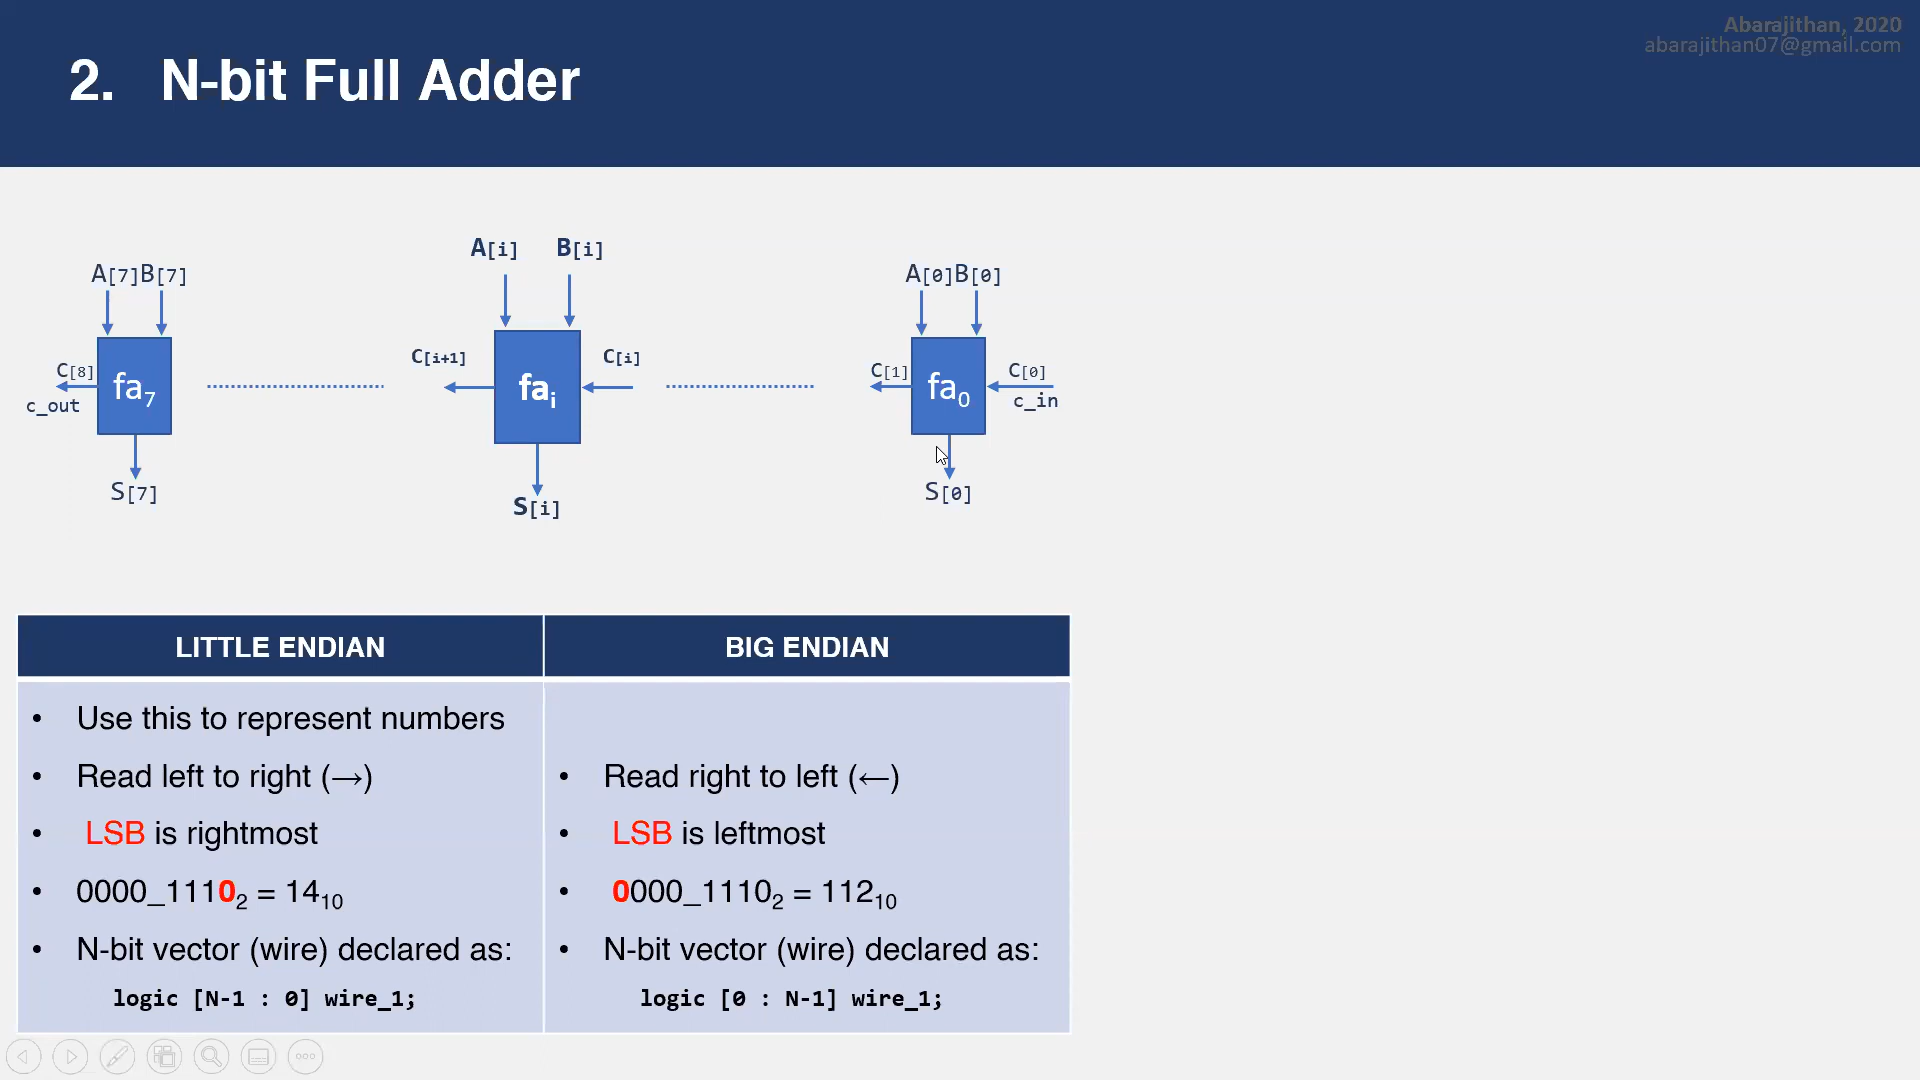 Abarajithan, 2020
abarajithan07@gmail.com
2. N-bit Full Adder
A[i] B[i]
A[7]B[7]
A[0]B[0]
C[8]
c_out
fa7
C[i+1]
fai
C[i]
C[1]
fa0
C[0]
c_in
S[7]
S[i]
S[0]
LITTLE ENDIAN
• Use this to represent numbers
• Read left to right (→)
• LSB is rightmost
• 0000_1110₂ = 14₁₀
• N-bit vector (wire) declared as:
logic [N-1 : 0] wire_1;
BIG ENDIAN
• Read right to left (←)
• LSB is leftmost
• 0000_1110₂ = 112₁₀
• N-bit vector (wire) declared as:
logic [0 : N-1] wire_1;